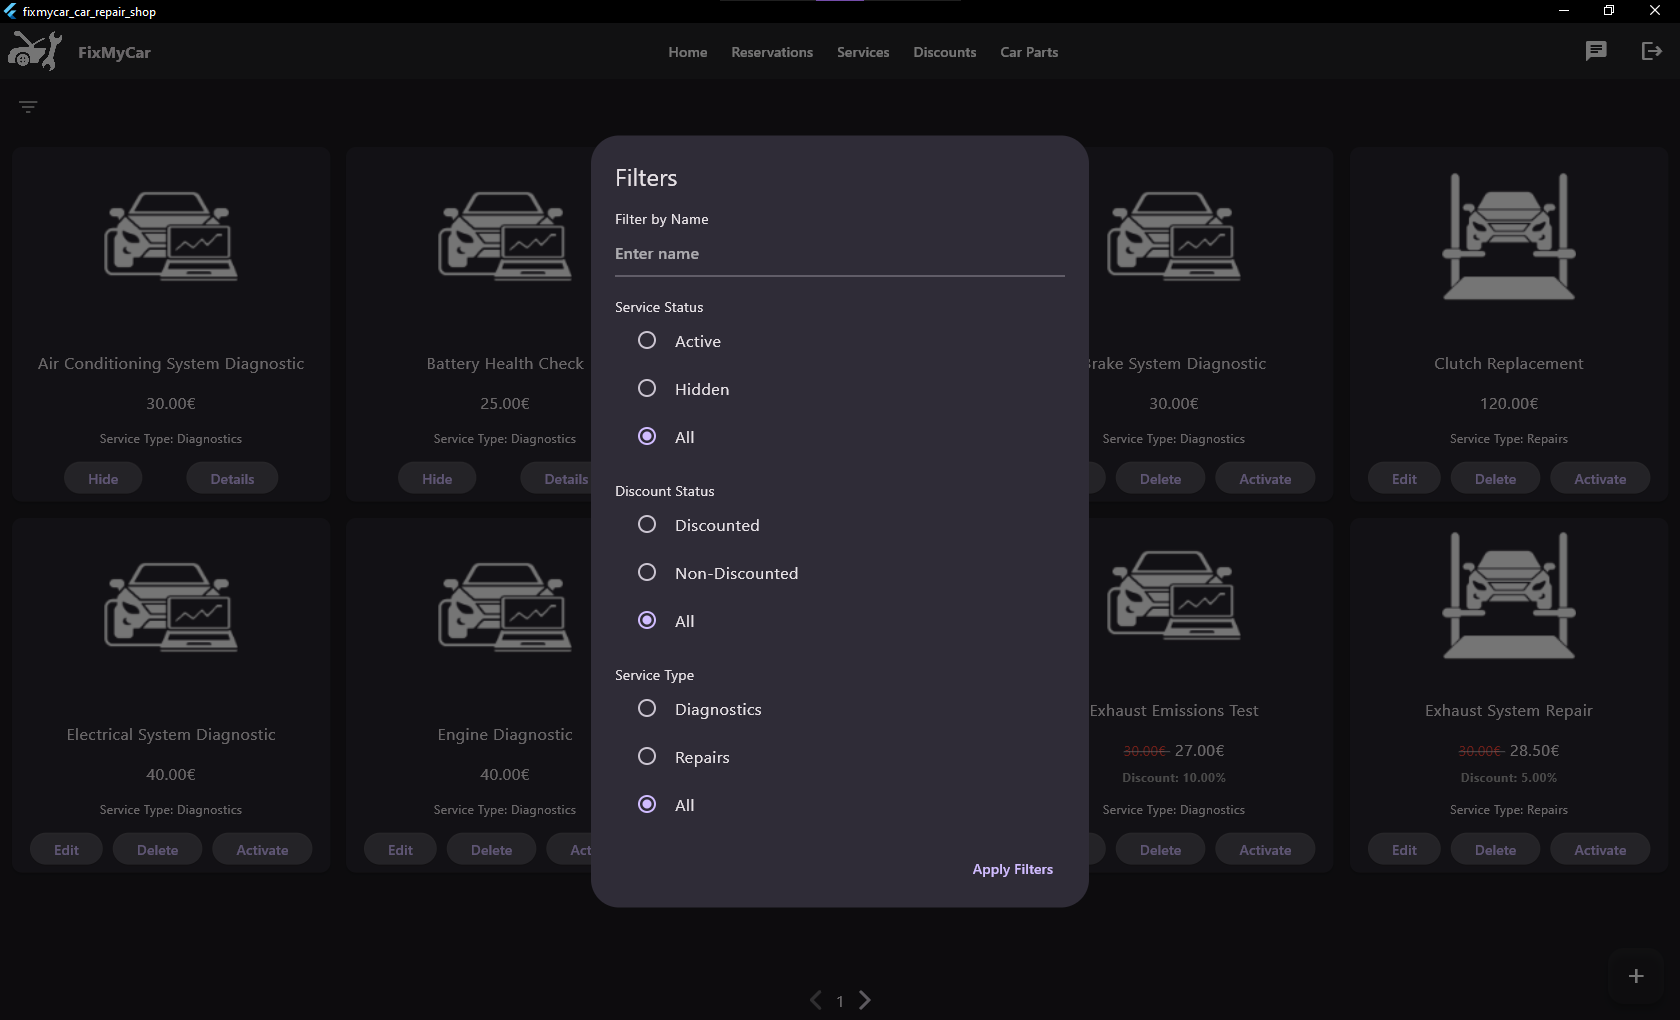 fixmycar_car_repair_shop
FixMyCar
Home Reservations Services Discounts Car Parts
Filters
Filter by Name
Enter name
Service Status
Active
Hidden
All
Discount Status
Discounted
Non-Discounted
All
Service Type
Diagnostics
Repairs
All
Apply Filters
Air Conditioning System Diagnostic
30.00€
Service Type: Diagnostics
Hide Details
Battery Health Check
25.00€
Service Type: Diagnostics
Hide Details
System Diagnostic
30.00€
Service Type: Diagnostics
Delete Activate
Clutch Replacement
120.00€
Service Type: Repairs
Edit Delete Activate
Electrical System Diagnostic
40.00€
Service Type: Diagnostics
Edit Delete Activate
Engine Diagnostic
40.00€
Service Type: Diagnostics
Edit Delete
Exhaust Emissions Test
30.00€ 27.00€
Discount: 10.00%
Service Type: Diagnostics
Delete Activate
Exhaust System Repair
30.00€ 28.50€
Discount: 5.00%
Service Type: Repairs
Edit Delete Activate
1